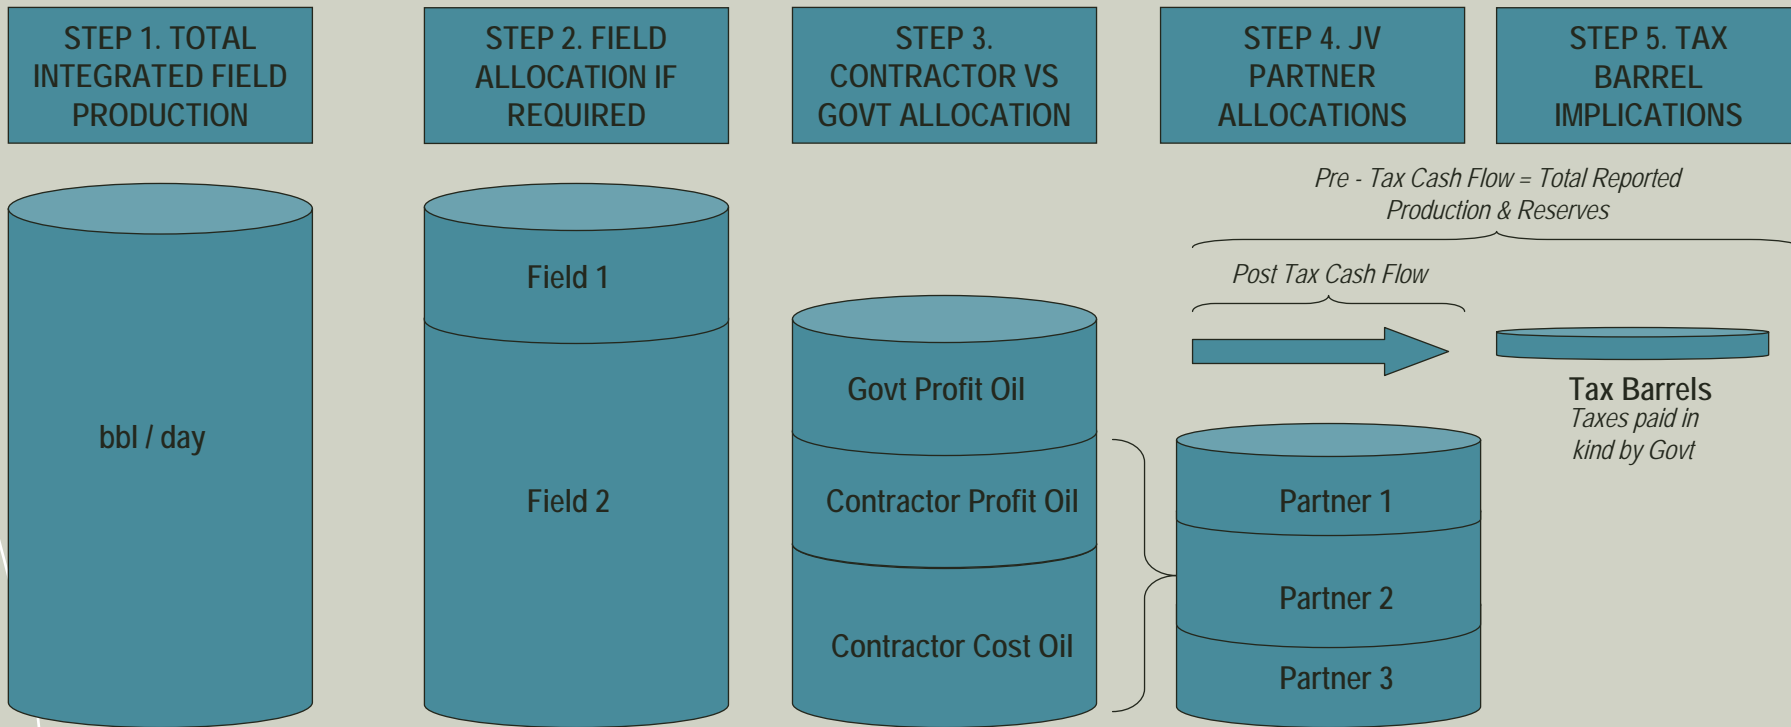 STEP 1. TOTAL
INTEGRATED FIELD
PRODUCTION
STEP 2. FIELD
ALLOCATION IF
REQUIRED
STEP 3.
CONTRACTOR VS
GOVT ALLOCATION
STEP 4. JV
PARTNER
ALLOCATIONS
STEP 5. TAX
BARREL
IMPLICATIONS
bbl / day
Field 1
Field 2
Govt Profit Oil
Contractor Profit Oil
Contractor Cost Oil
Pre - Tax Cash Flow = Total Reported
Production & Reserves
Post Tax Cash Flow
Partner 1
Partner 2
Partner 3
Tax Barrels
Taxes paid in
kind by Govt